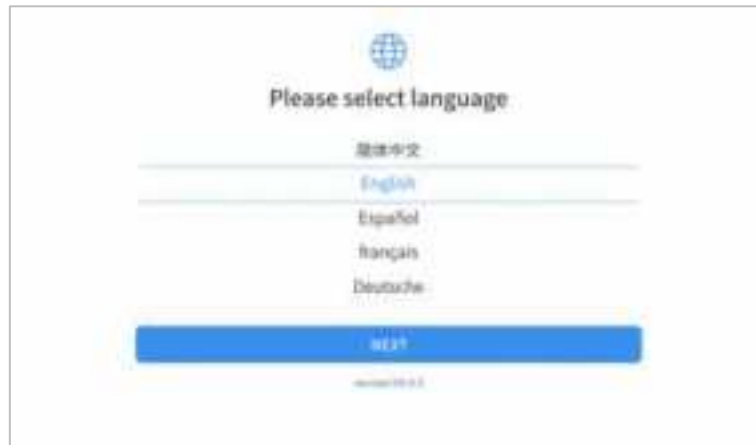 Please select language
简体中文
English
Español
français
Deutsche
NEXT